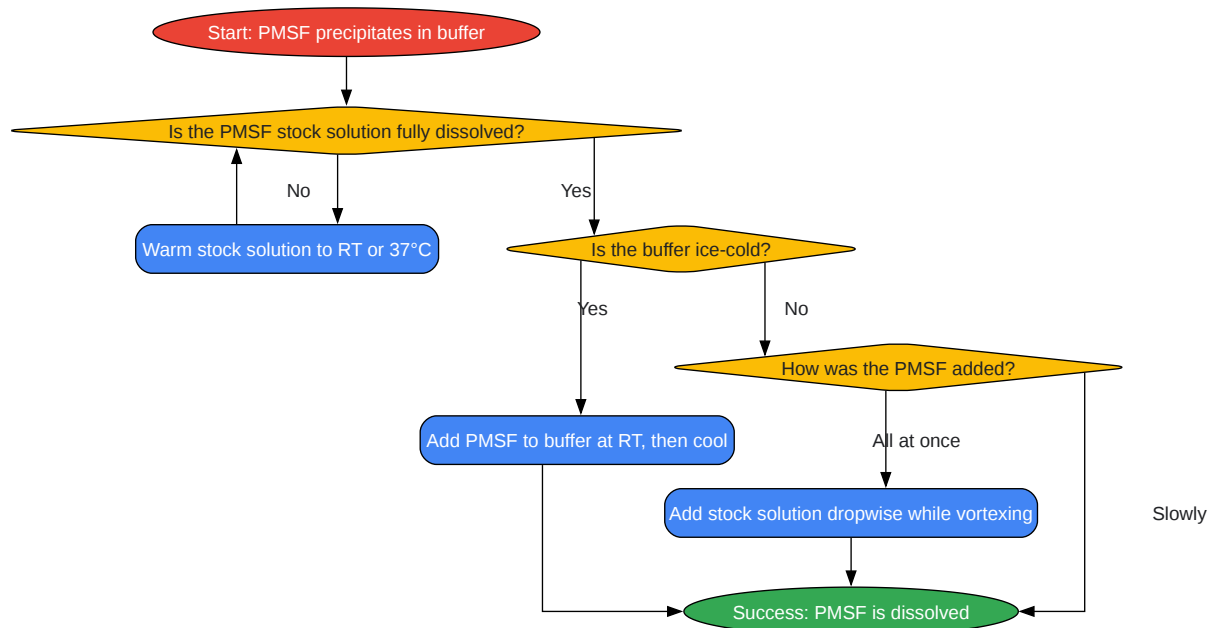 Start: PMSF precipitates in buffer
Is the PMSF stock solution fully dissolved?
No
Yes
Warm stock solution to RT or 37°C
Is the buffer ice-cold?
Yes
No
How was the PMSF added?
Add PMSF to buffer at RT, then cool
All at once
Add stock solution dropwise while vortexing
Slowly
Success: PMSF is dissolved